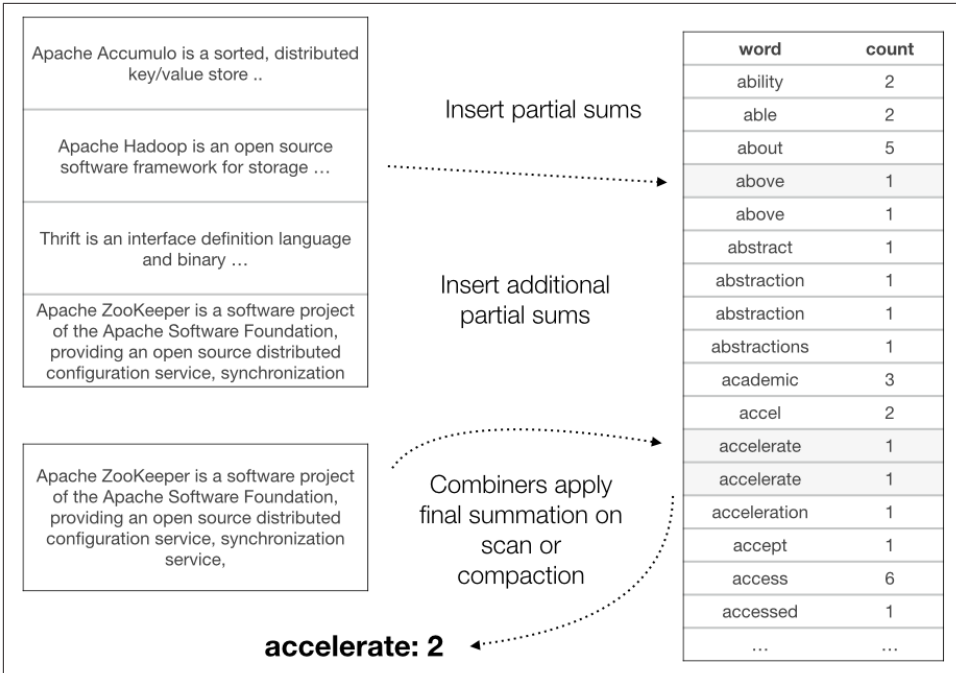 Apache Accumulo is a sorted, distributed
key/value store ..
Apache Hadoop is an open source
software framework for storage …
Thrift is an interface definition language
and binary …
Apache ZooKeeper is a software project
of the Apache Software Foundation,
providing an open source distributed
configuration service, synchronization
Apache ZooKeeper is a software project
of the Apache Software Foundation,
providing an open source distributed
configuration service, synchronization
service,
Insert partial sums
Insert additional
partial sums
Combiners apply
final summation on
scan or
compaction
accelerate: 2
word count
ability 2
able 2
about 5
above 1
above 1
abstract 1
abstraction 1
abstraction 1
abstractions 1
academic 3
accel 2
accelerate 1
accelerate 1
acceleration 1
accept 1
access 6
accessed 1
… …